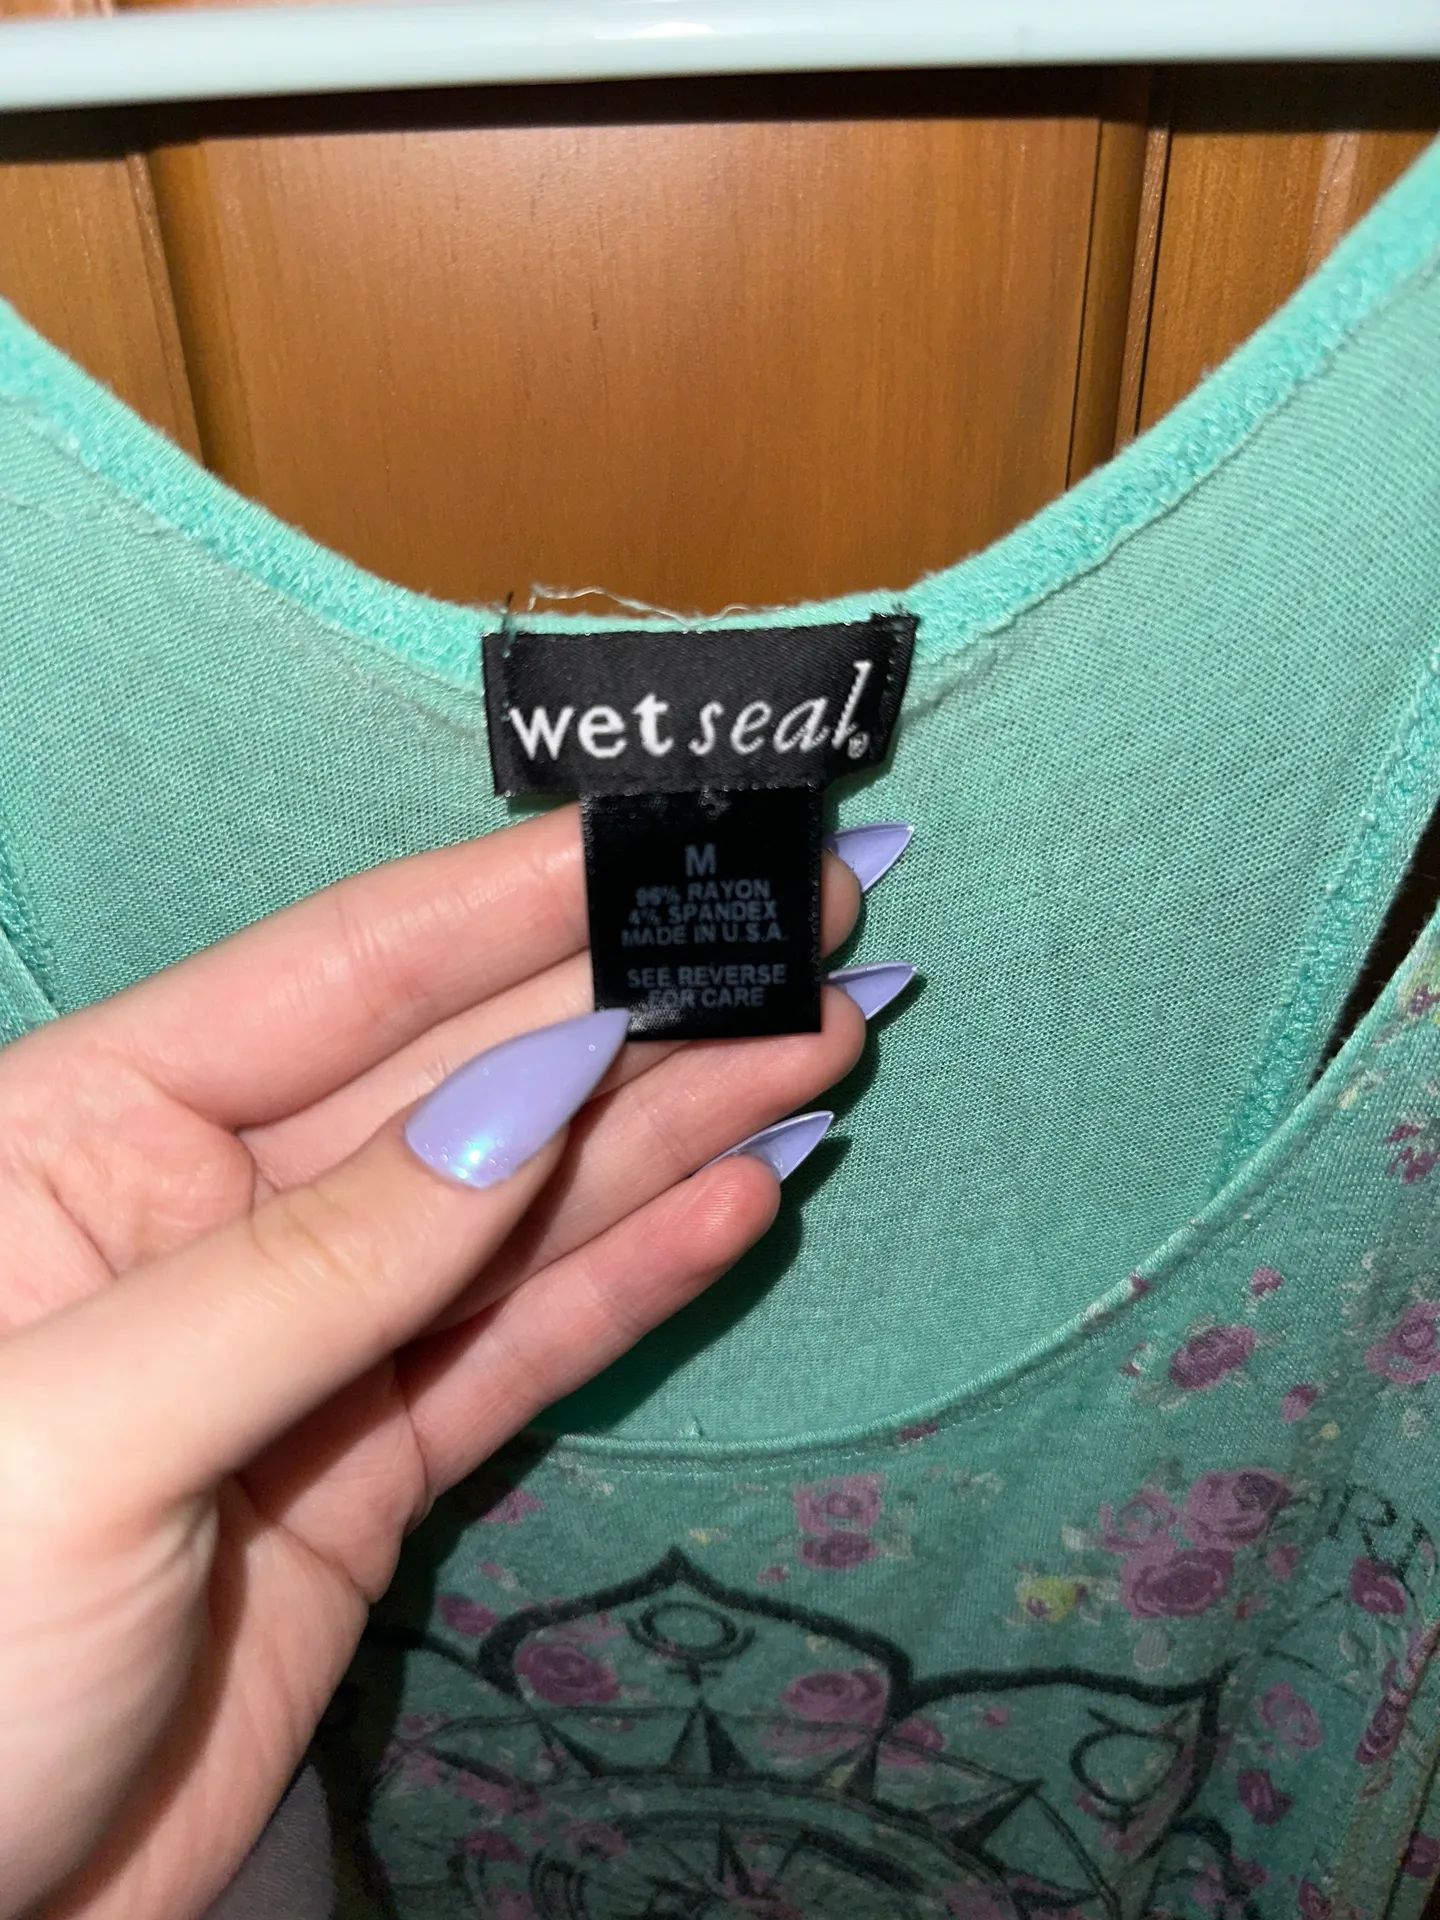 wet seal®
M
96% RAYON
4% SPANDEX
MADE IN U.S.A.
SEE REVERSE
FOR CARE